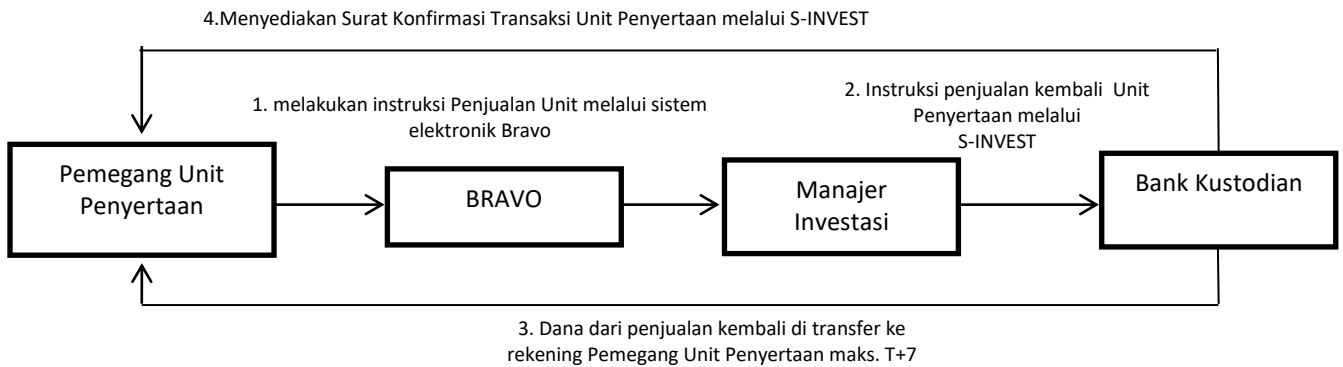 4.Menyediakan Surat Konfirmasi Transaksi Unit Penyertaan melalui S-INVEST
1. melakukan instruksi Penjualan Unit melalui sistem
elektronik Bravo
2. Instruksi penjualan kembali Unit
Penyertaan melalui
S-INVEST
Pemegang Unit
Penyertaan
BRAVO
Manajer
Investasi
Bank Kustodian
3. Dana dari penjualan kembali di transfer ke
rekening Pemegang Unit Penyertaan maks. T+7